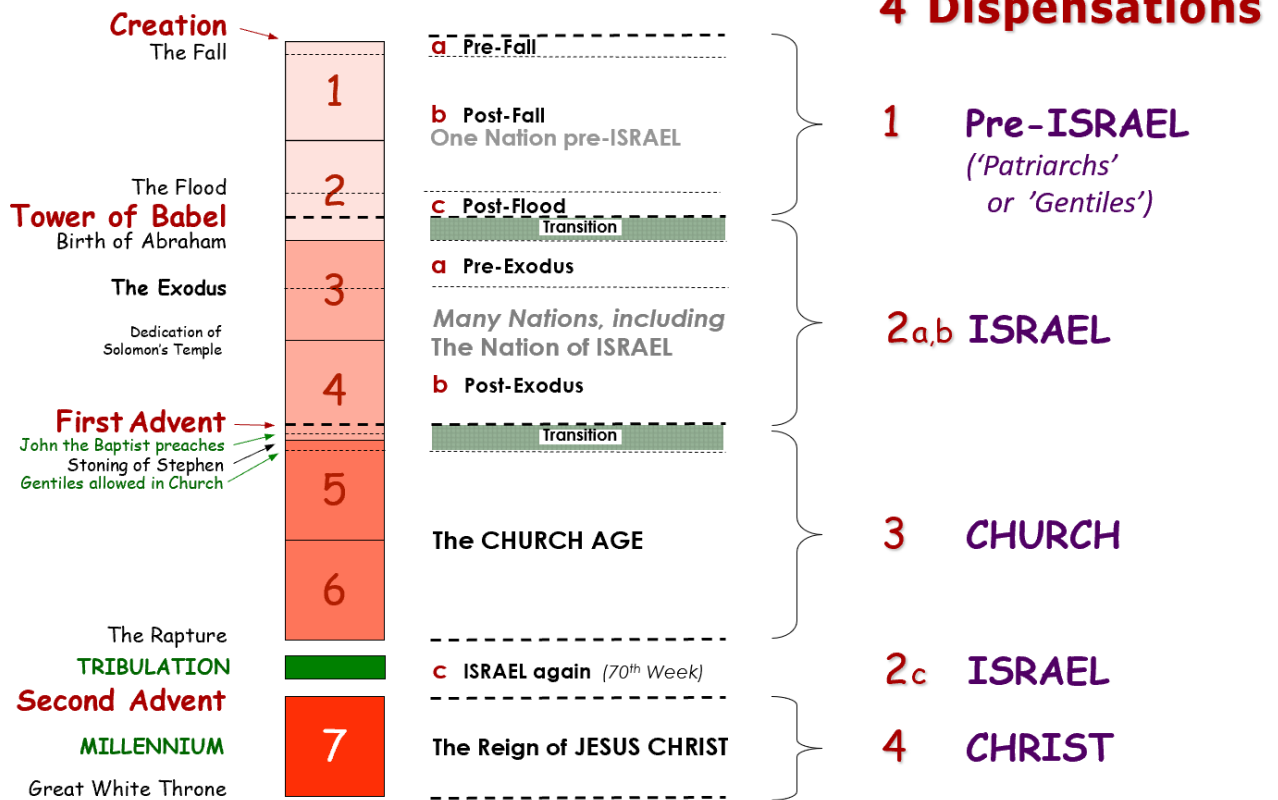 4 Dispensations
Creation
The Fall
The Flood
Tower of Babel
Birth of Abraham
The Exodus
Dedication of
Solomon's Temple
First Advent
John the Baptist preaches
Stoning of Stephen
Gentiles allowed in Church
The Rapture
TRIBULATION
Second Advent
MILLENNIUM
Great White Throne
1
2
3
4
5
6
7
a Pre-Fall
b Post-Fall
One Nation pre-ISRAEL
c Post-Flood
Transition
a Pre-Exodus
Many Nations, including
The Nation of ISRAEL
b Post-Exodus
Transition
The CHURCH AGE
c ISRAEL again (70th Week)
The Reign of JESUS CHRIST
1 Pre-ISRAEL
('Patriarchs'
or 'Gentiles')
2a,b ISRAEL
3 CHURCH
2c ISRAEL
4 CHRIST